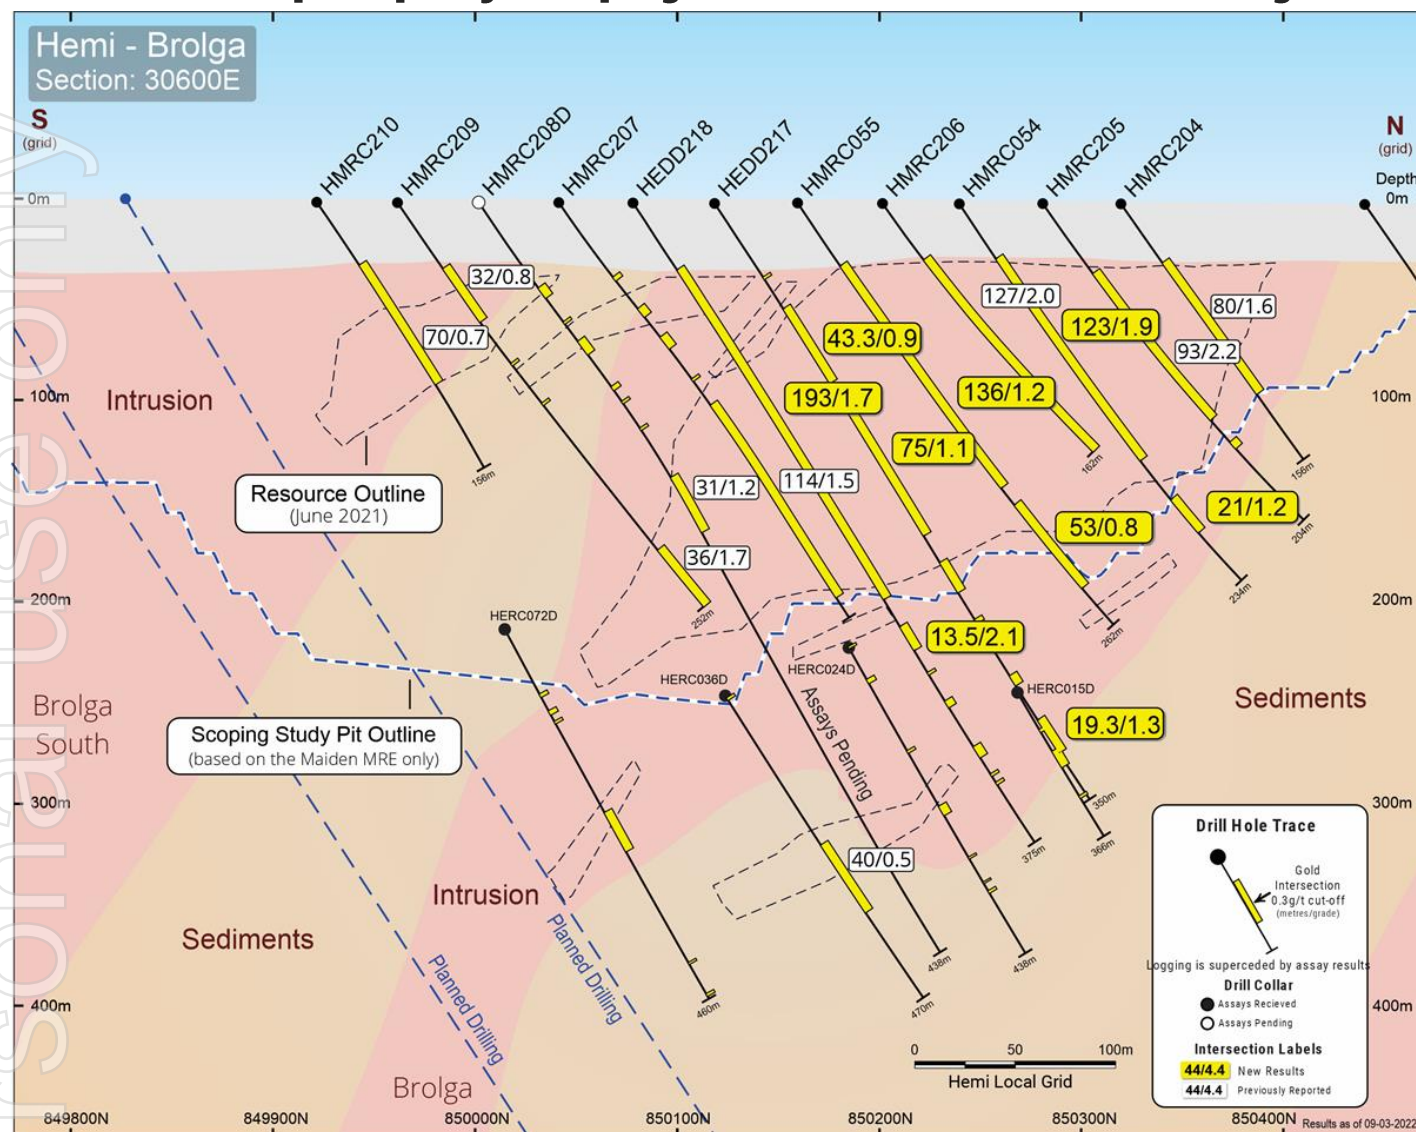 Hemi - Brolga
Section: 30600E
S
(grid)
N
(grid)
Depth
0m
0m
HMRC210
HMRC209
HMRC208D
HMRC207
HEDD218
HEDD217
HMRC055
HMRC206
HMRC054
HMRC205
HMRC204
32/0.8
70/0.7
127/2.0
80/1.6
43.3/0.9
123/1.9
93/2.2
Intrusion
100m
100m
193/1.7
136/1.2
75/1.1
162m
156m
156m
Resource Outline
(June 2021)
31/1.2
114/1.5
21/1.2
53/0.8
204m
36/1.7
234m
200m
200m
252m
262m
HERC072D
13.5/2.1
HERC024D
HERC036D
HERC015D
Brolga
South
Scoping Study Pit Outline
(based on the Maiden MRE only)
Assays Pending
Sediments
19.3/1.3
300m
300m
350m
366m
375m
40/0.5
Intrusion
Sediments
Planned Drilling
Planned Drilling
438m
438m
470m
460m
400m
400m
Drill Hole Trace
Gold
Intersection
0.3g/t cut-off
(metres/grade)
Logging is superceded by assay results
Drill Collar
Assays Recieved
Assays Pending
Intersection Labels
44/4.4 New Results
44/4.4 Previously Reported
0 50 100m
Hemi Local Grid
Brolga
849800N 849900N 850000N 850100N 850200N 850300N 850400N
Results as of 09-03-2022
rsonal use only